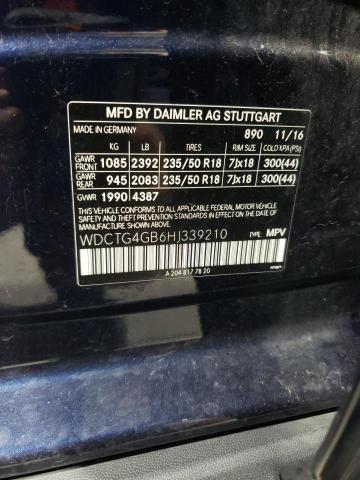 MFD BY DAIMLER AG STUTTGART
MADE IN GERMANY 890 11/16
KG LB TIRES RIM SIZE COLD KPA (PSI)
GAWR FRONT 1085 2392 235/50 R18 7Jx18 300(44)
GAWR REAR 945 2083 235/50 R18 7Jx18 300(44)
GVWR 1990 4387
THIS VEHICLE CONFORMS TO ALL APPLICABLE U.S. FEDERAL MOTOR VEHICLE
SAFETY AND THEFT PREVENTION STANDARDS IN EFFECT ON THE DATE OF
MANUFACTURE SHOWN ABOVE.
WDCTG4GB6HJ339210 TYPE: MPV
A 204 817 78 20